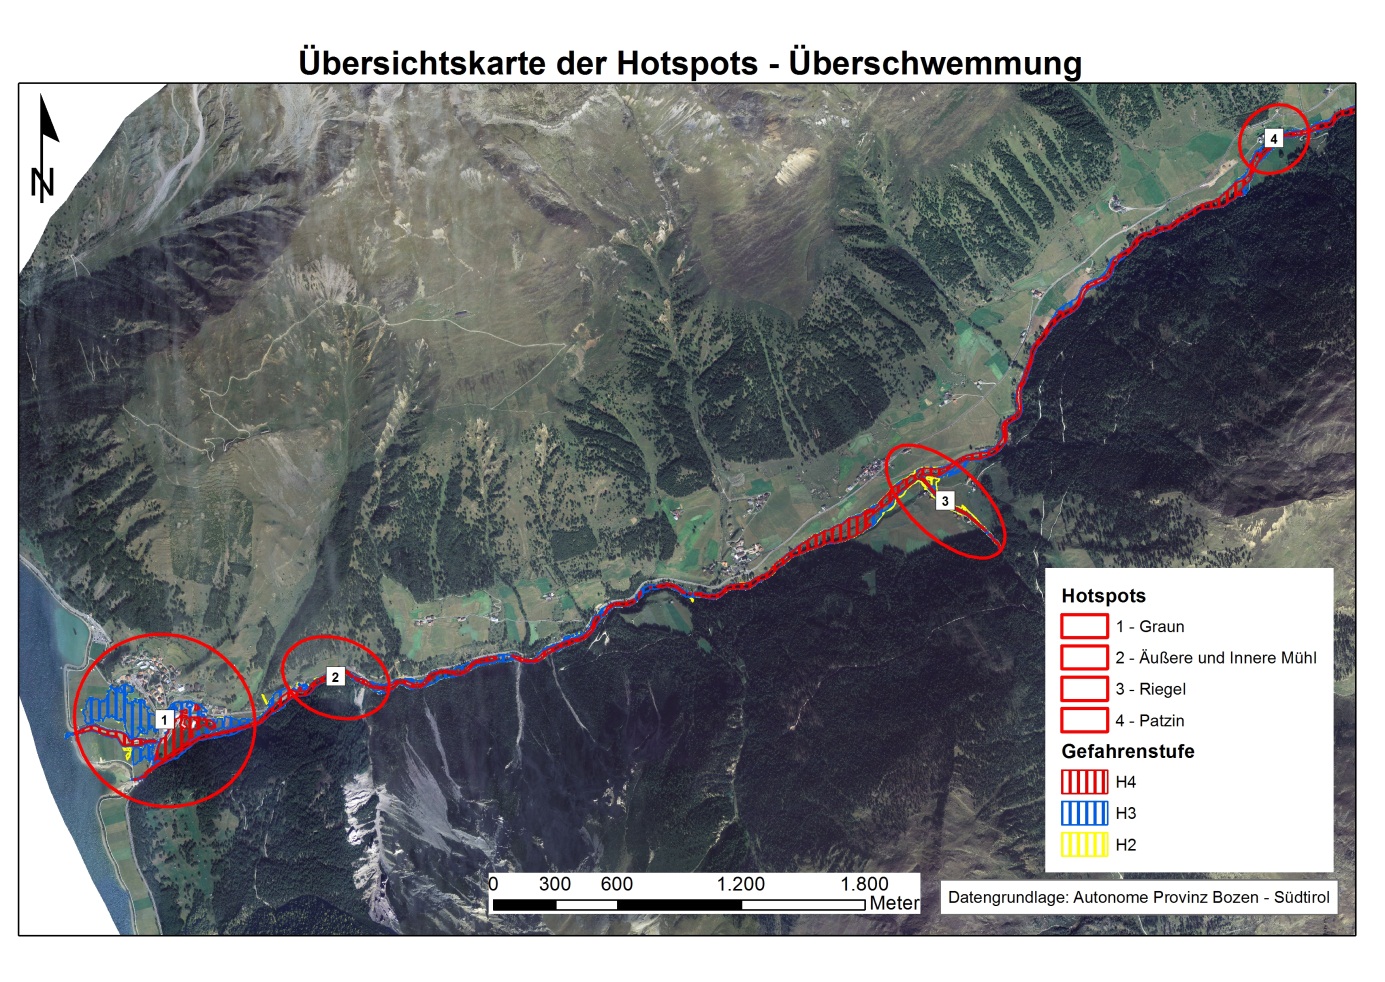 Übersichtskarte der Hotspots - Überschwemmung
N
4
3
2
1
Hotspots
1 - Graun
2 - Äußere und Innere Mühl
3 - Riegel
4 - Patzin
Gefahrenstufe
H4
H3
H2
0 300 600 1.200 1.800
Meter
Datengrundlage: Autonome Provinz Bozen - Südtirol